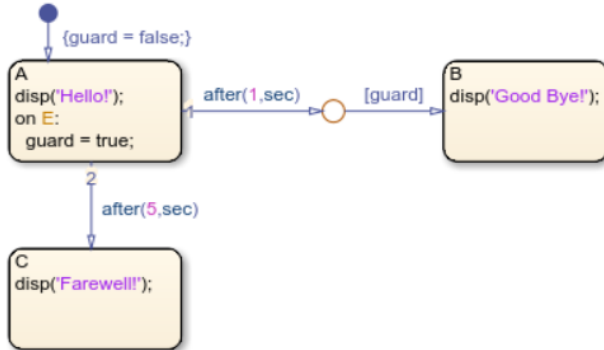 {guard = false;}
A
disp('Hello!');
on E:
guard = true;
1
after(1,sec)
[guard]
B
disp('Good Bye!');
2
after(5,sec)
C
disp('Farewell!');